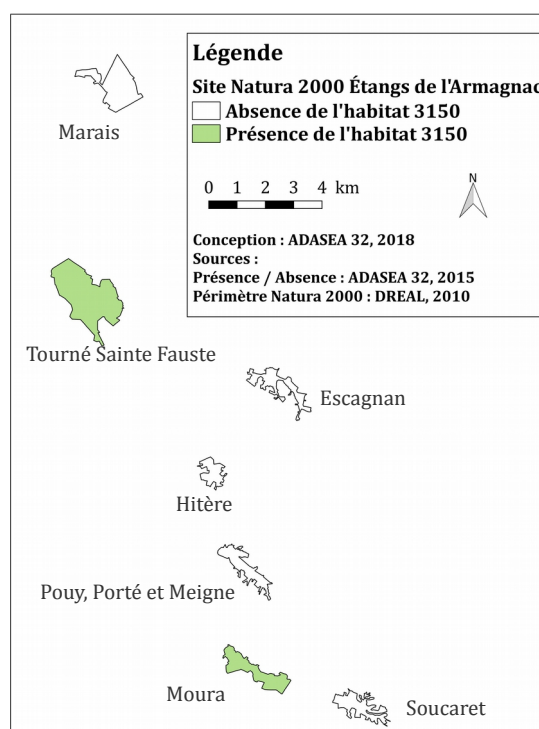 Légende
Site Natura 2000 Étangs de l'Armagnac
Absence de l'habitat 3150
Présence de l'habitat 3150
0 1 2 3 4 km
N
Conception : ADASEA 32, 2018
Sources :
Présence / Absence : ADASEA 32, 2015
Périmètre Natura 2000 : DREAL, 2010
Marais
Tourné Sainte Fauste
Escagnan
Hitère
Pouy, Porté et Meigne
Moura
Soucaret